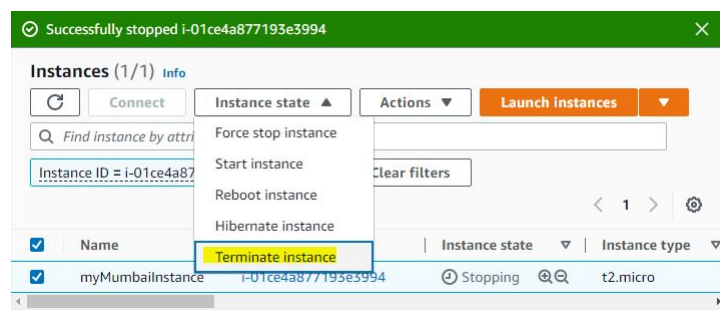 Successfully stopped i-01ce4a877193e3994
Instances (1/1) Info
Connect Instance state Actions Launch instances
Find instance by attri
Force stop instance
Start instance
Instance ID = i-01ce4a87 Clear filters
Reboot instance
Hibernate instance
1
Terminate instance
Name Instance state Instance type
myMumbaiInstance i-01ce4a877193e3994 Stopping t2.micro